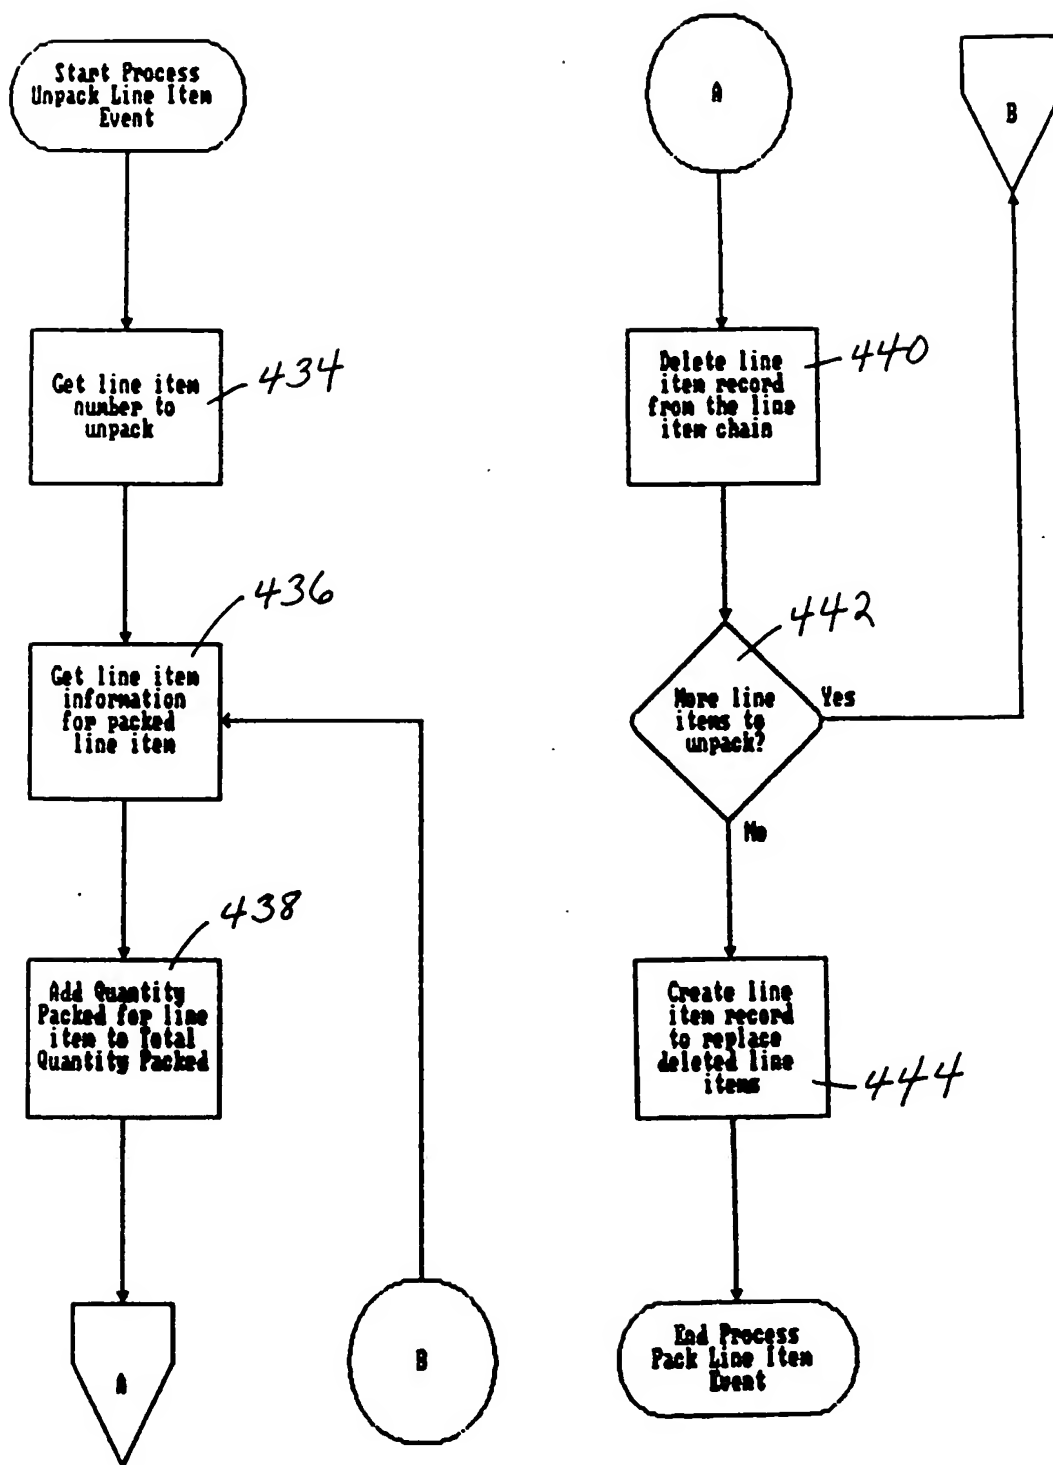 Start Process
Unpack Line Item
Event
Get line item
number to
unpack
434
Get line item
information
for packed
line item
436
Add Quantity
Packed for line
item to Total
Quantity Packed
438
A
B
A
Delete line
item record
from the line
item chain
440
More line
items to
unpack?
442
Yes
No
B
Create line
item record
to replace
deleted line
items
444
End Process
Pack Line Item
Event